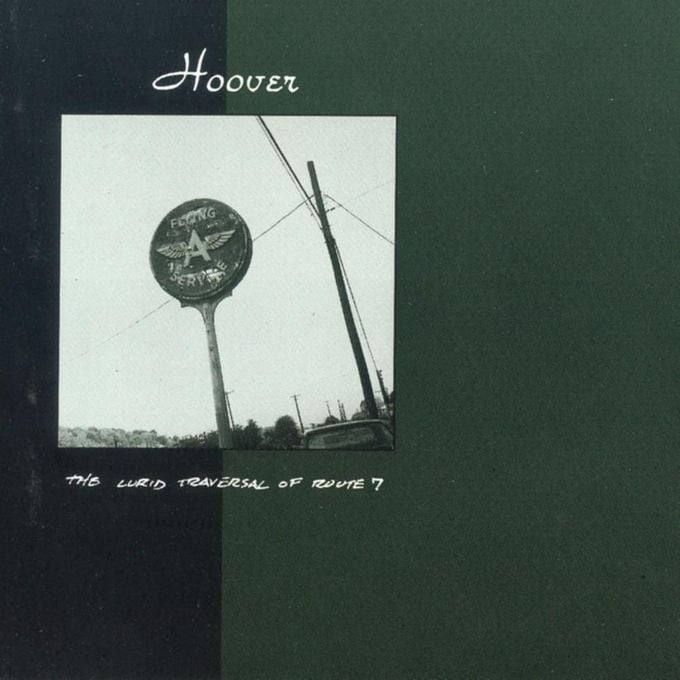 Hoover
FLYING
A
SERVICE
THE LURID TRAVERSAL OF ROUTE 7